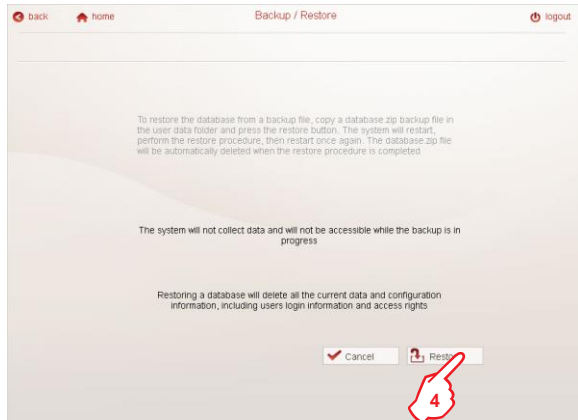 back home Backup / Restore logout
To restore the database from a backup file, copy a database.zip backup file in
the user data folder and press the restore button. The system will restart,
perform the restore procedure, then restart once again. The database.zip file
will be automatically deleted when the restore procedure is completed
The system will not collect data and will not be accessible while the backup is in
progress
Restoring a database will delete all the current data and configuration
information, including users login information and access rights
Cancel Resto
4